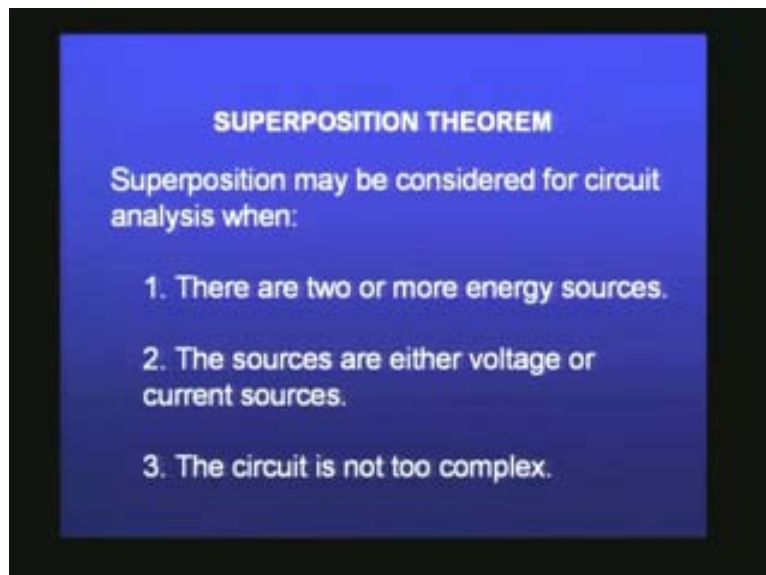 SUPERPOSITION THEOREM
Superposition may be considered for circuit
analysis when:
1. There are two or more energy sources.
2. The sources are either voltage or
current sources.
3. The circuit is not too complex.